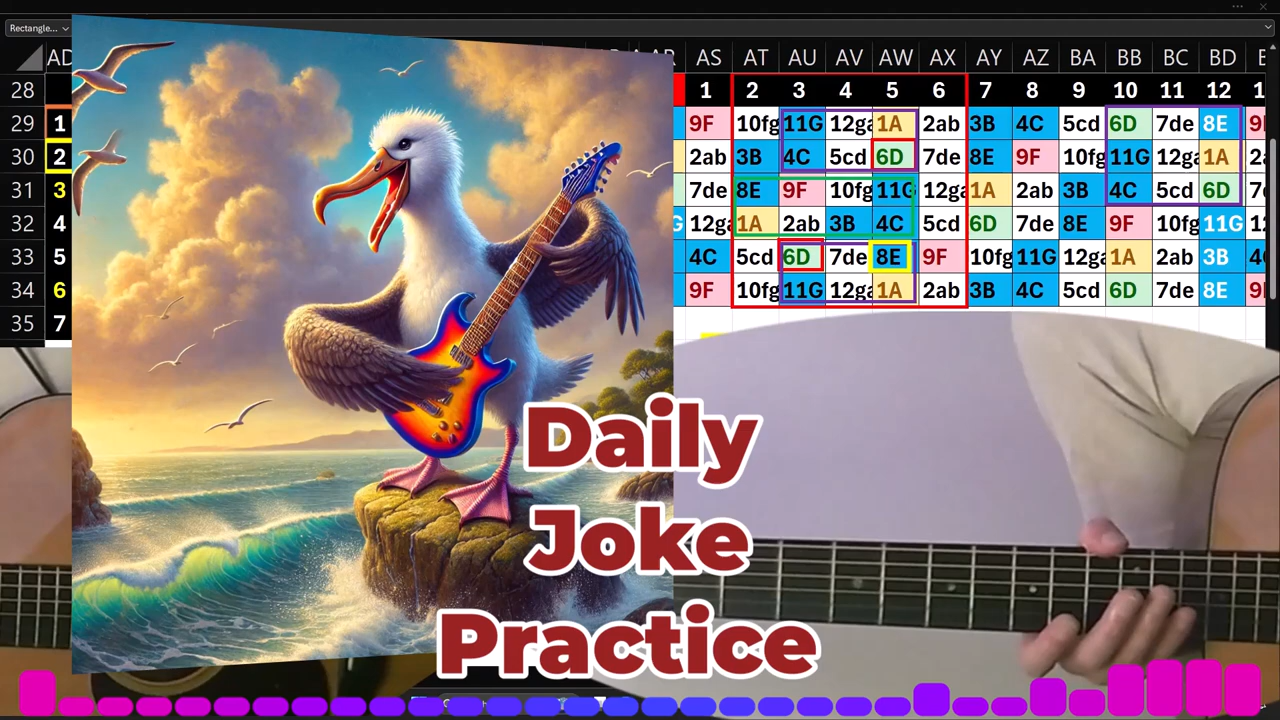 Rectangle...
AD AS AT AU AV AW AX AY AZ BA BB BC BD
28 1 2 3 4 5 6 7 8 9 10 11 12
29 1 9F 10fg 11G 12ga 1A 2ab 3B 4C 5cd 6D 7de 8E
30 2 2ab 3B 4C 5cd 6D 7de 8E 9F 10fg 11G 12ga 1A
31 3 7de 8E 9F 10fg 11G 12ga 1A 2ab 3B 4C 5cd 6D
32 4 12ga 1A 2ab 3B 4C 5cd 6D 7de 8E 9F 10fg 11G
33 5 4C 5cd 6D 7de 8E 9F 10fg 11G 12ga 1A 2ab 3B
34 6 9F 10fg 11G 12ga 1A 2ab 3B 4C 5cd 6D 7de 8E
35 7
Daily
Joke
Practice